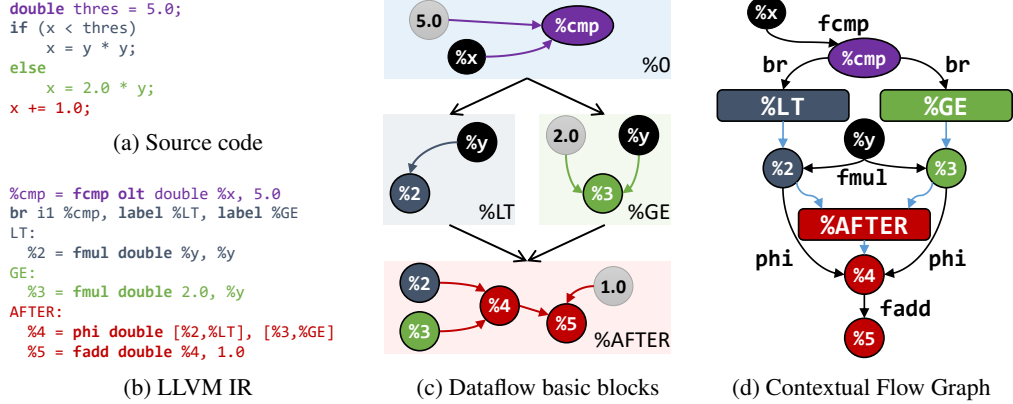 double thres = 5.0;
if (x < thres)
x = y * y;
else
x = 2.0 * y;
x += 1.0;
(a) Source code
%cmp = fcmp olt double %x, 5.0
br i1 %cmp, label %LT, label %GE
LT:
%2 = fmul double %y, %y
GE:
%3 = fmul double 2.0, %y
AFTER:
%4 = phi double [%2,%LT], [%3,%GE]
%5 = fadd double %4, 1.0
(b) LLVM IR
5.0
%cmp
%x
%0
%y
%2
%LT
2.0
%y
%3
%GE
%2
1.0
%4
%3
%5
%AFTER
(c) Dataflow basic blocks
%x
fcmp
%cmp
br
br
%LT
%GE
%y
%2
%3
fmul
%AFTER
phi
phi
%4
fadd
%5
(d) Contextual Flow Graph